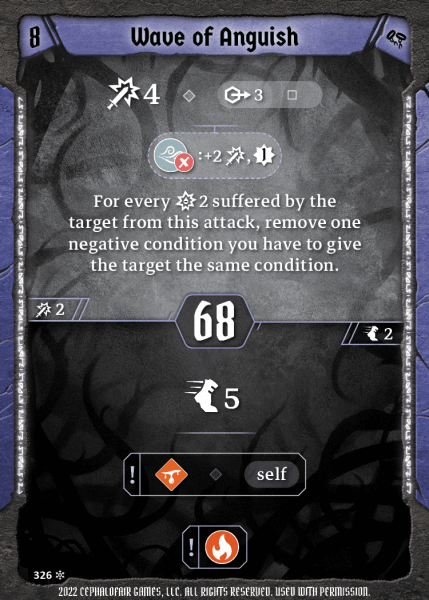 8 Wave of Anguish
4 3
:+2 , 1
For every 2 suffered by the
target from this attack, remove one
negative condition you have to give
the target the same condition.
2
68
2
5
! self
!
326
2022 CEPHALOFAIR GAMES, LLC. ALL RIGHTS RESERVED. USED WITH PERMISSION.